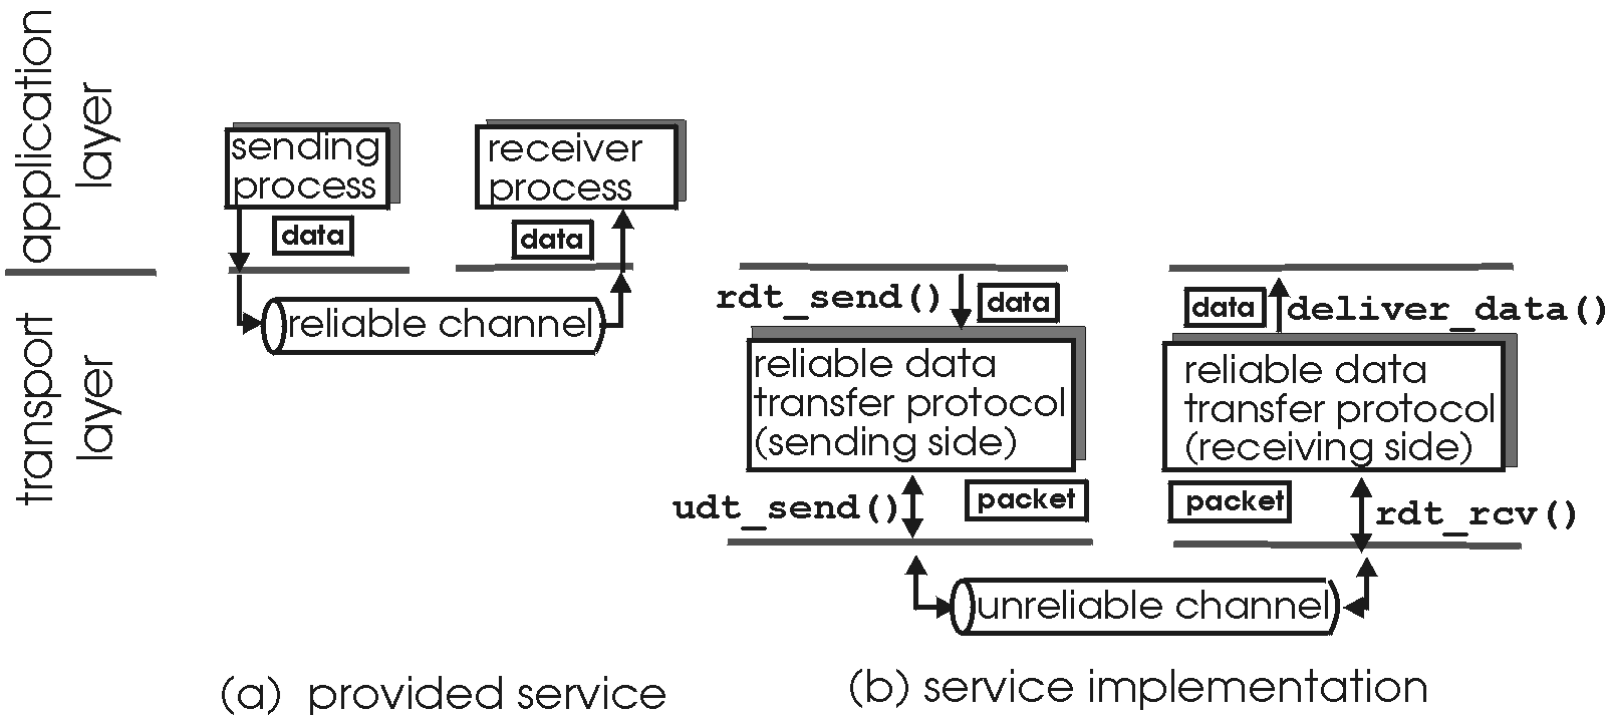 application
layer
transport
layer
sending
process
receiver
process
data
data
reliable channel
rdt_send()
data
data
deliver_data()
reliable data
transfer protocol
(sending side)
reliable data
transfer protocol
(receiving side)
udt_send()
packet
packet
rdt_rcv()
unreliable channel
(a) provided service
(b) service implementation